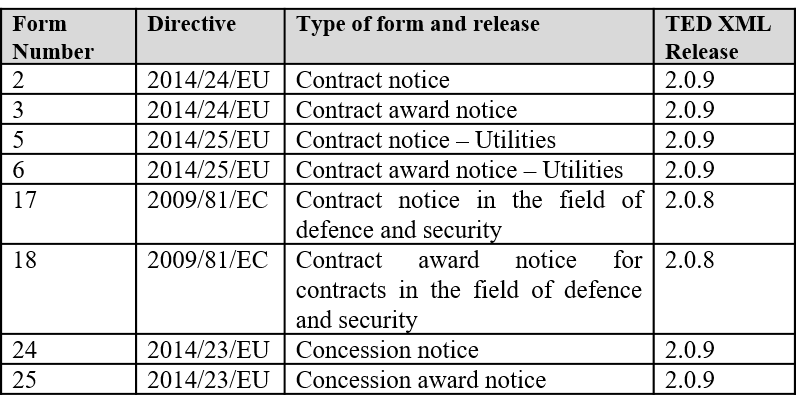 Form Number Directive Type of form and release TED XML Release
2 2014/24/EU Contract notice 2.0.9
3 2014/24/EU Contract award notice 2.0.9
5 2014/25/EU Contract notice – Utilities 2.0.9
6 2014/25/EU Contract award notice – Utilities 2.0.9
17 2009/81/EC Contract notice in the field of 2.0.8
defence and security
18 2009/81/EC Contract award notice for 2.0.8
contracts in the field of defence
and security
24 2014/23/EU Concession notice 2.0.9
25 2014/23/EU Concession award notice 2.0.9